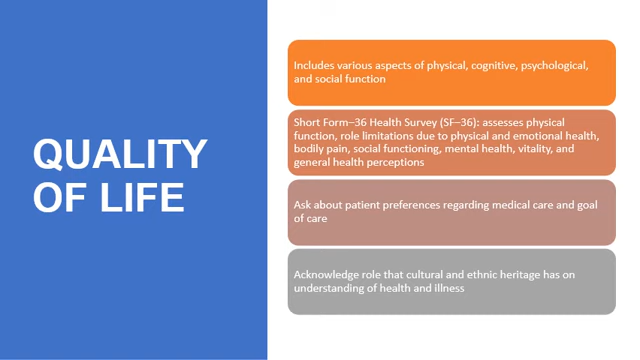 QUALITY
OF LIFE
Includes various aspects of physical, cognitive, psychological,
and social function
Short Form–36 Health Survey (SF–36): assesses physical
function, role limitations due to physical and emotional health,
bodily pain, social functioning, mental health, vitality, and
general health perceptions
Ask about patient preferences regarding medical care and goal
of care
Acknowledge role that cultural and ethnic heritage has on
understanding of health and illness